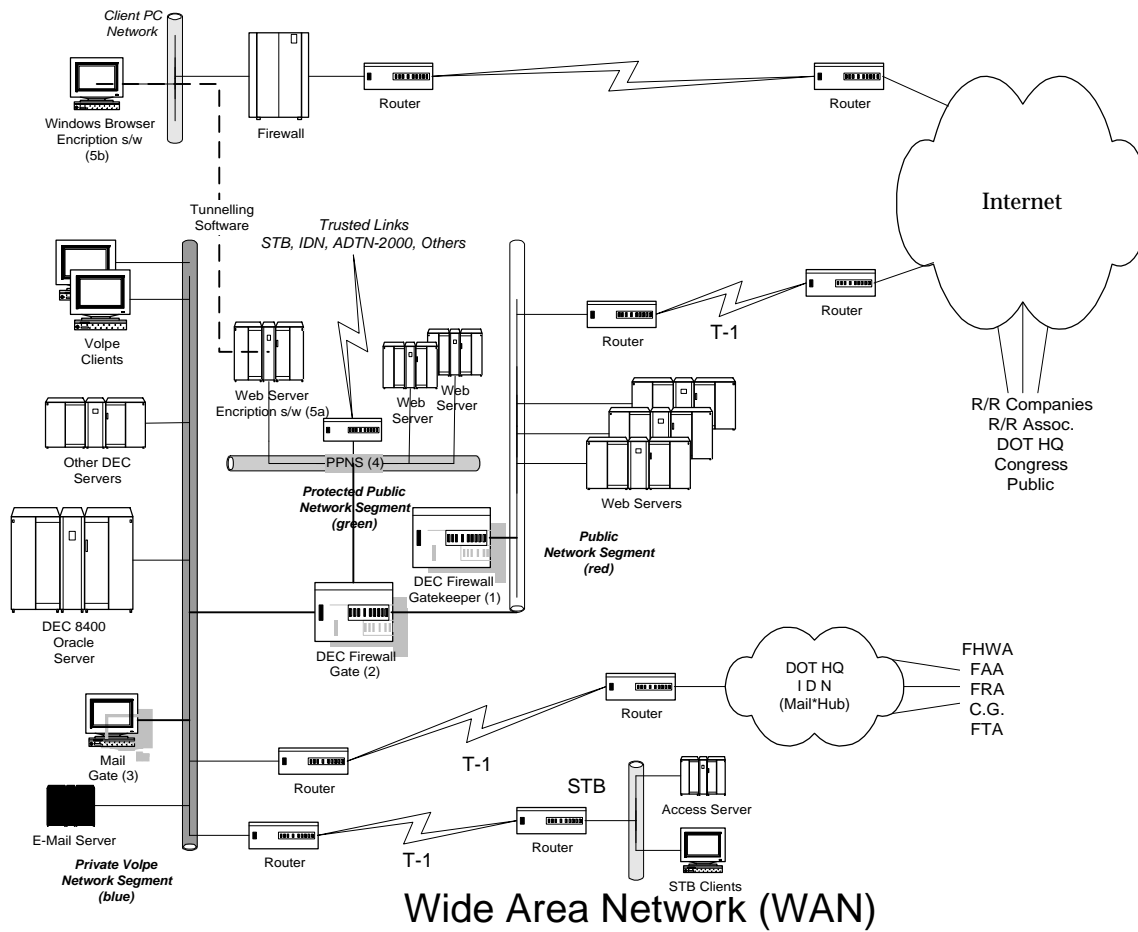 Client PC
Network
Windows Browser
Encription s/w
(5b)
Firewall
Router
Router
Internet
Tunnelling
Software
Trusted Links
STB, IDN, ADTN-2000, Others
Volpe
Clients
Web Server
Encription s/w (5a)
Web
Server
Web
Server
Router
T-1
Router
R/R Companies
R/R Assoc.
DOT HQ
Congress
Public
Other DEC
Servers
PPNS (4)
Protected Public
Network Segment
(green)
Web Servers
Public
Network Segment
(red)
DEC Firewall
Gatekeeper (1)
DEC 8400
Oracle
Server
DEC Firewall
Gate (2)
DOT HQ
I D N
(Mail*Hub)
FHWA
FAA
FRA
C.G.
FTA
Router
Mail
Gate (3)
T-1
Router
STB
Access Server
E-Mail Server
Router
T-1
Router
STB Clients
Private Volpe
Network Segment
(blue)
Wide Area Network (WAN)